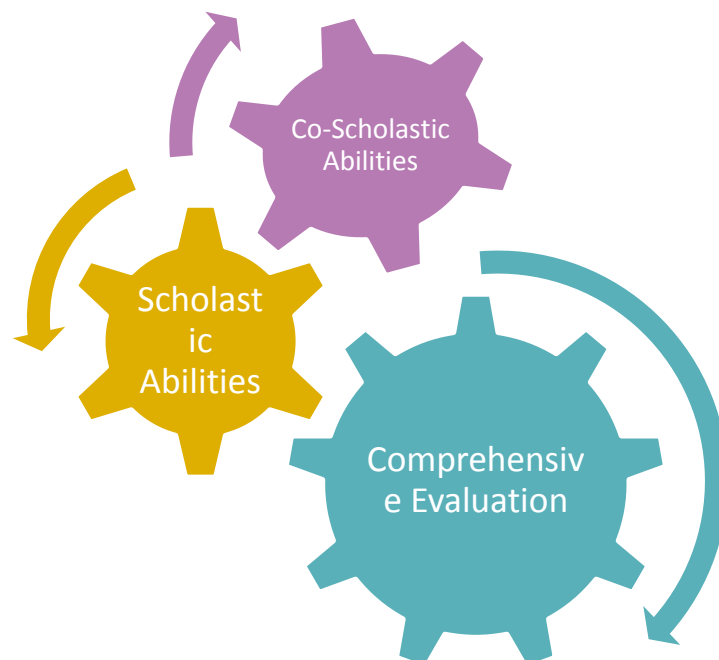 Co-Scholastic
Abilities
Scholast
ic
Abilities
Comprehensiv
e Evaluation